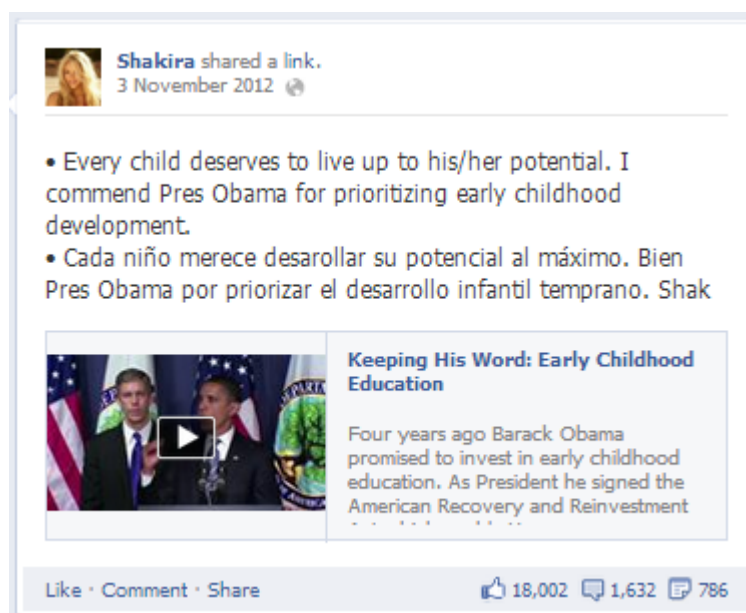 Shakira shared a link.
3 November 2012
• Every child deserves to live up to his/her potential. I
commend Pres Obama for prioritizing early childhood
development.
• Cada niño merece desarollar su potencial al máximo. Bien
Pres Obama por priorizar el desarrollo infantil temprano. Shak
Keeping His Word: Early Childhood
Education
Four years ago Barack Obama
promised to invest in early childhood
education. As President he signed the
American Recovery and Reinvestment
Like · Comment · Share 18,002 1,632 786